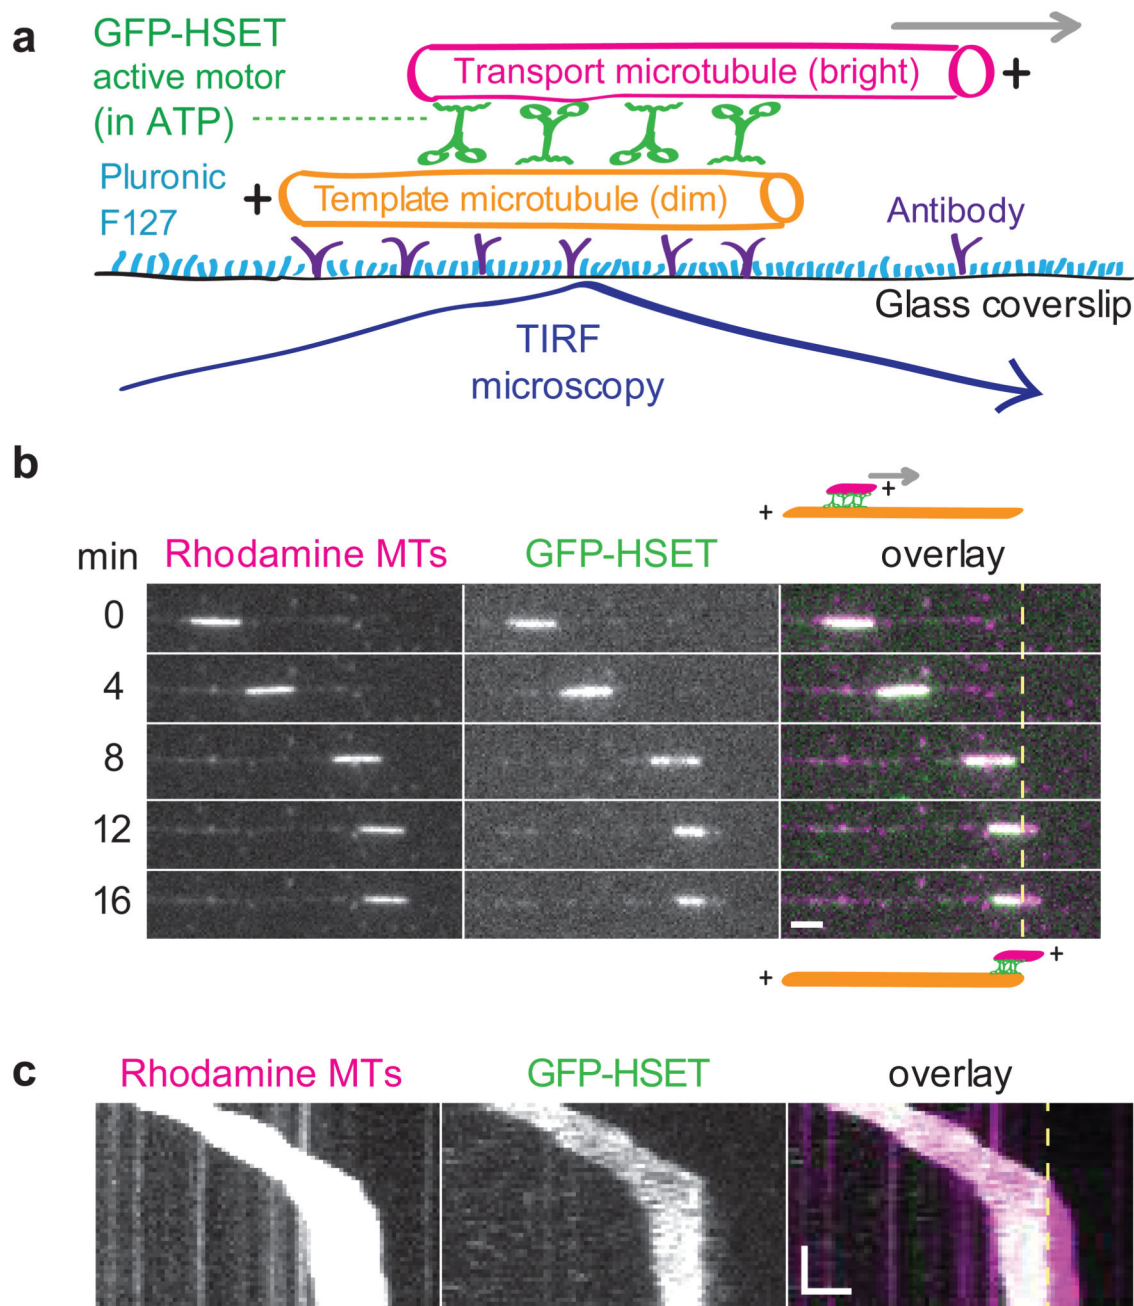 a
GFP-HSET
active motor
(in ATP)
Transport microtubule (bright) +
Pluronic
F127
+ Template microtubule (dim)
Antibody
Glass coverslip
TIRF
microscopy
b
+
+
min Rhodamine MTs GFP-HSET overlay
0
4
8
12
16
+
+
c
Rhodamine MTs GFP-HSET overlay